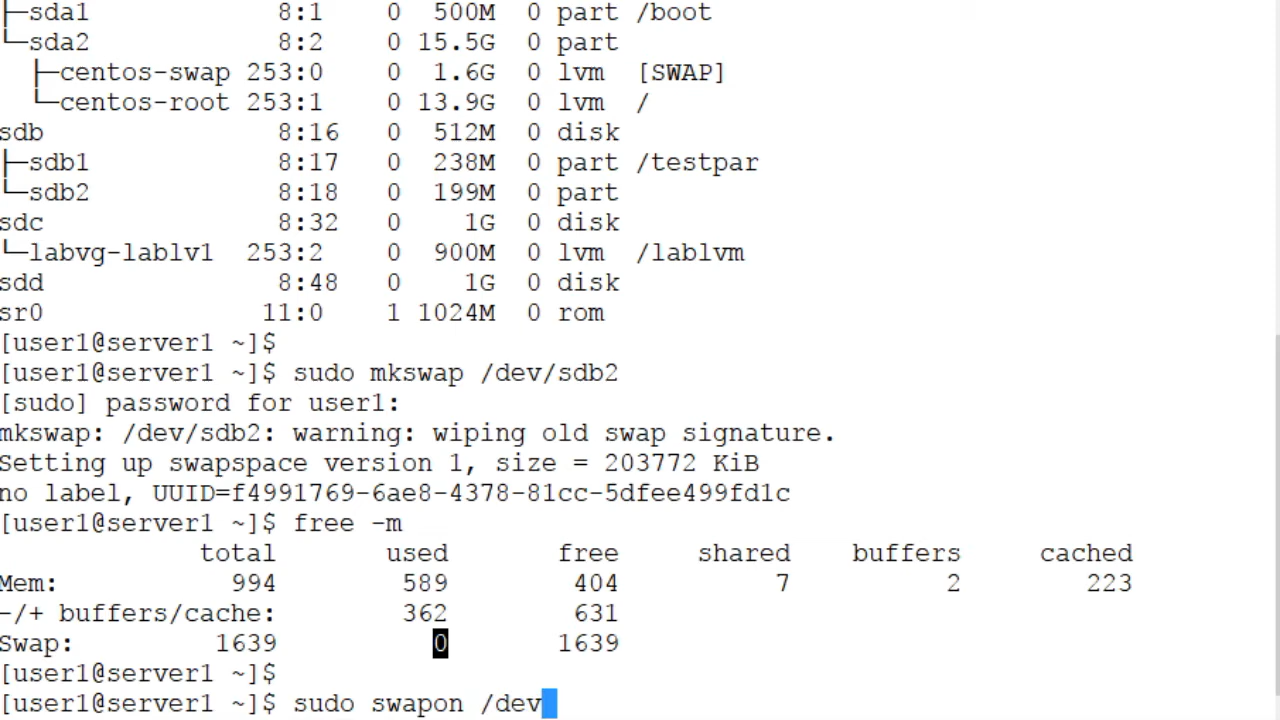 ├─sda1            8:1    0  500M  0 part /boot
└─sda2            8:2    0 15.5G  0 part
  ├─centos-swap 253:0    0  1.6G  0 lvm  [SWAP]
  └─centos-root 253:1    0 13.9G  0 lvm  /
sdb               8:16   0  512M  0 disk
├─sdb1            8:17   0  238M  0 part /testpar
└─sdb2            8:18   0  199M  0 part
sdc               8:32   0    1G  0 disk
└─labvg-lablv1  253:2    0  900M  0 lvm  /lablvm
sdd               8:48   0    1G  0 disk
sr0              11:0    1 1024M  0 rom
[user1@server1 ~]$
[user1@server1 ~]$ sudo mkswap /dev/sdb2
[sudo] password for user1:
mkswap: /dev/sdb2: warning: wiping old swap signature.
Setting up swapspace version 1, size = 203772 KiB
no label, UUID=f4991769-6ae8-4378-81cc-5dfee499fd1c
[user1@server1 ~]$ free -m
             total       used       free     shared    buffers     cached
Mem:           994        589        404          7          2        223
-/+ buffers/cache:        362        631
Swap:         1639          0       1639
[user1@server1 ~]$
[user1@server1 ~]$ sudo swapon /dev